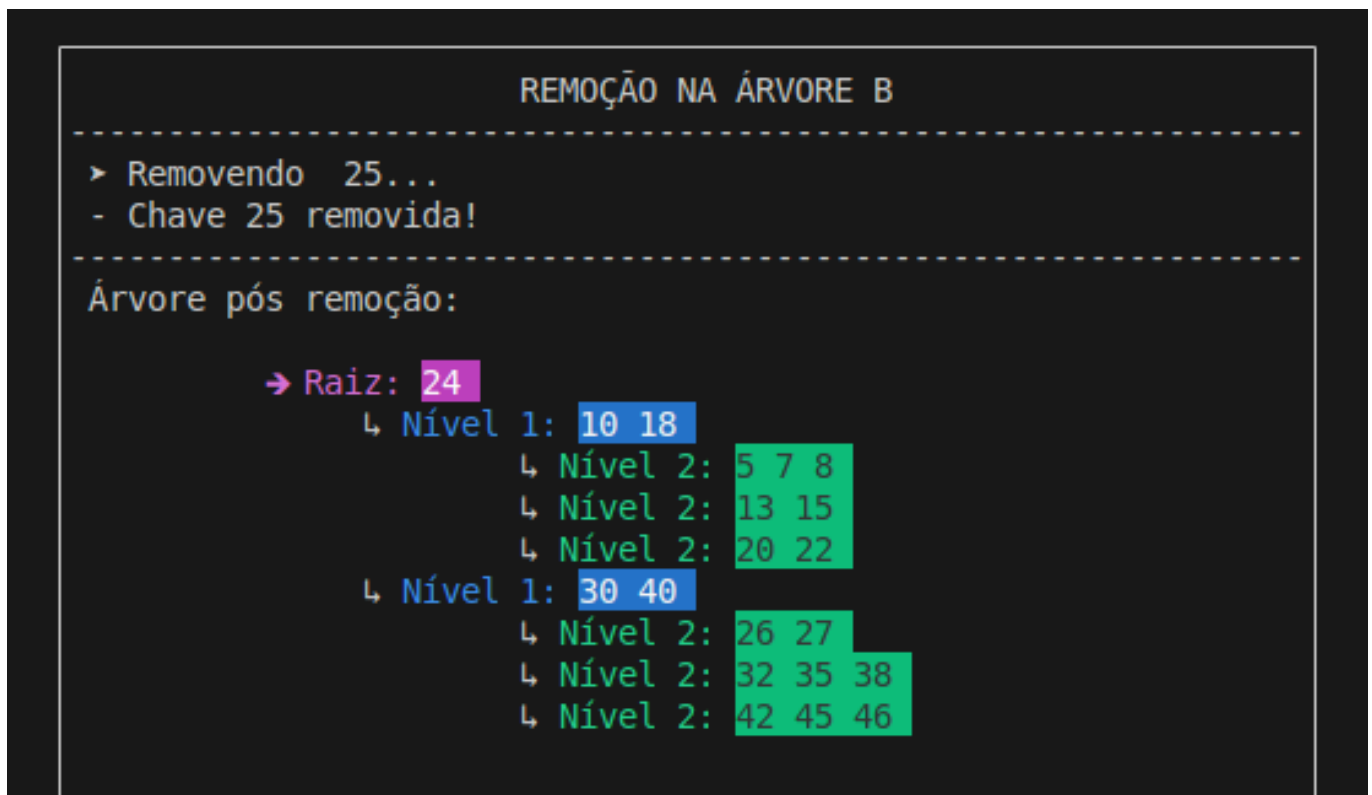 REMOÇÃO NA ÁRVORE B
➤ Removendo  25...
- Chave 25 removida!
Árvore pós remoção:
➔ Raiz: 24
↳ Nível 1: 10 18
↳ Nível 2: 5 7 8
↳ Nível 2: 13 15
↳ Nível 2: 20 22
↳ Nível 1: 30 40
↳ Nível 2: 26 27
↳ Nível 2: 32 35 38
↳ Nível 2: 42 45 46